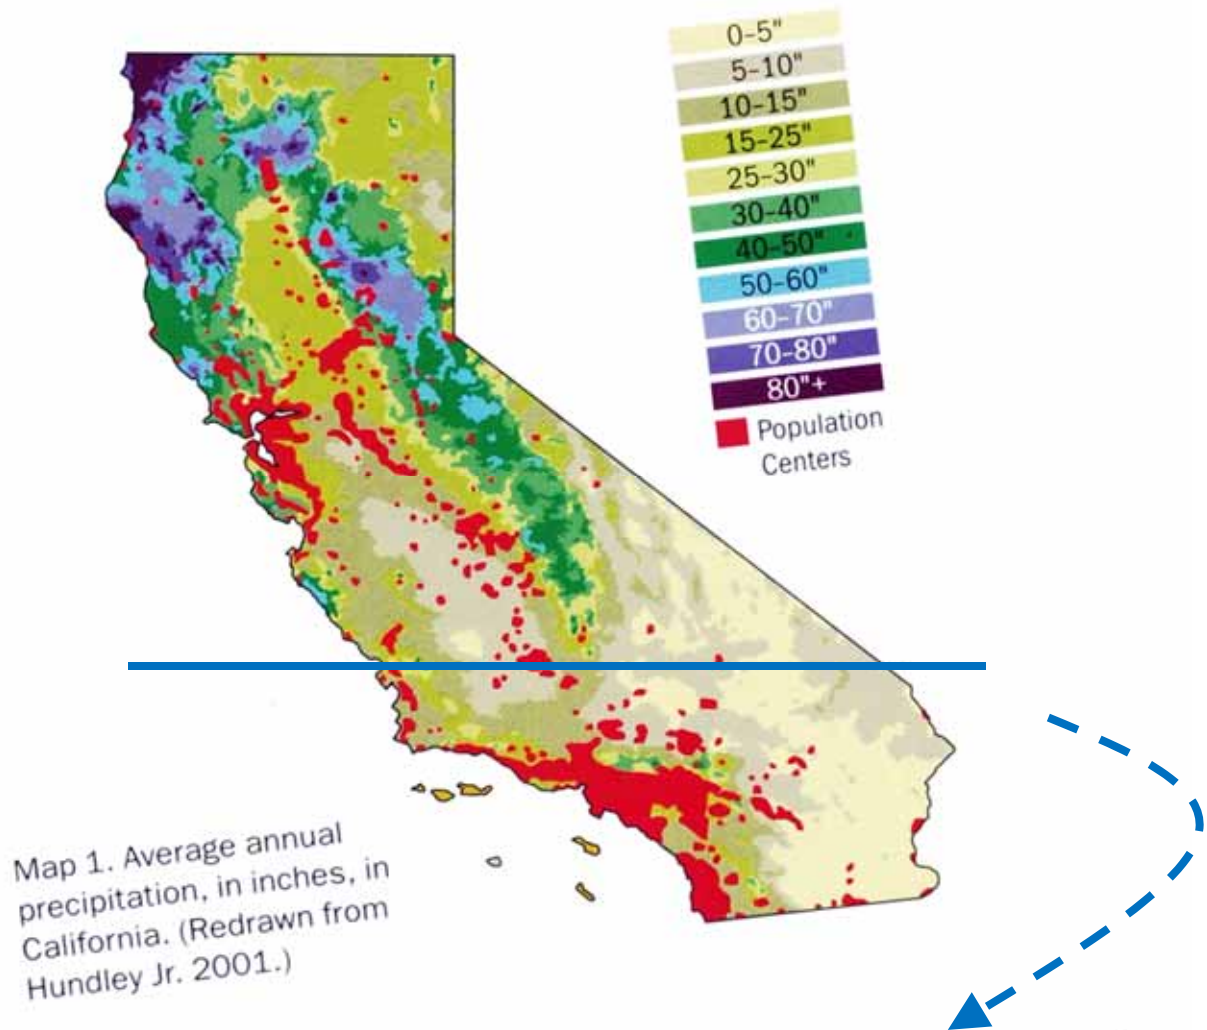 0-5"
5-10"
10-15"
15-25"
25-30"
30-40"
40-50"
50-60"
60-70"
70-80"
80"+
Population
Centers
Map 1. Average annual
precipitation, in inches, in
California. (Redrawn from
Hundley Jr. 2001.)